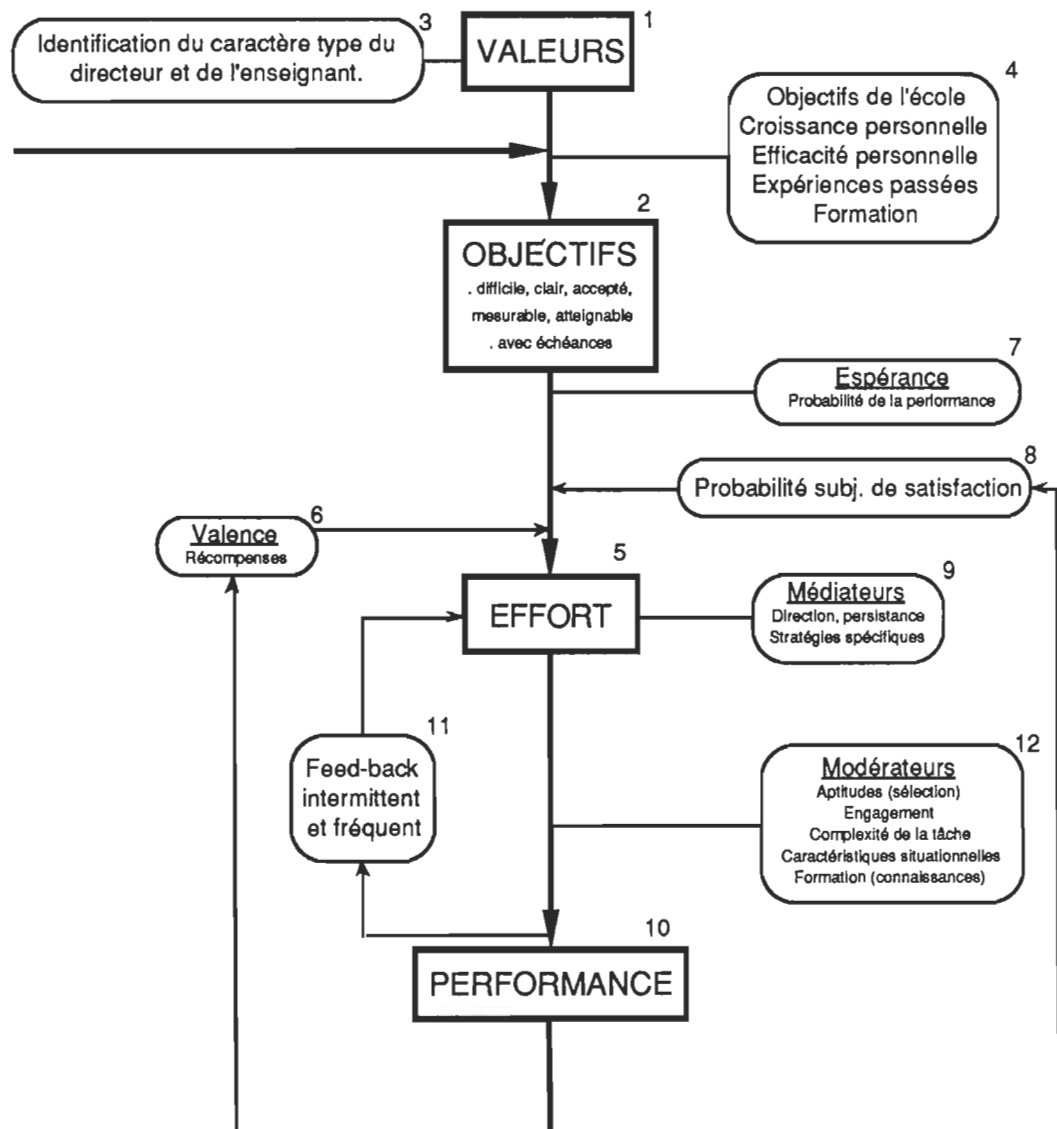 3
Identification du caractère type du
directeur et de l'enseignant.
1
VALEURS
4
Objectifs de l'école
Croissance personnelle
Efficacité personnelle
Expériences passées
Formation
2
OBJECTIFS
. difficile, clair, accepté,
mesurable, atteignable
. avec échéances
7
Espérance
Probabilité de la performance
8
Probabilité subj. de satisfaction
6
Valence
Récompenses
5
EFFORT
9
Médiateurs
Direction, persistance
Stratégies spécifiques
11
Feed-back
intermittent
et fréquent
12
Modérateurs
Aptitudes (sélection)
Engagement
Complexité de la tâche
Caractéristiques situationnelles
Formation (connaissances)
10
PERFORMANCE